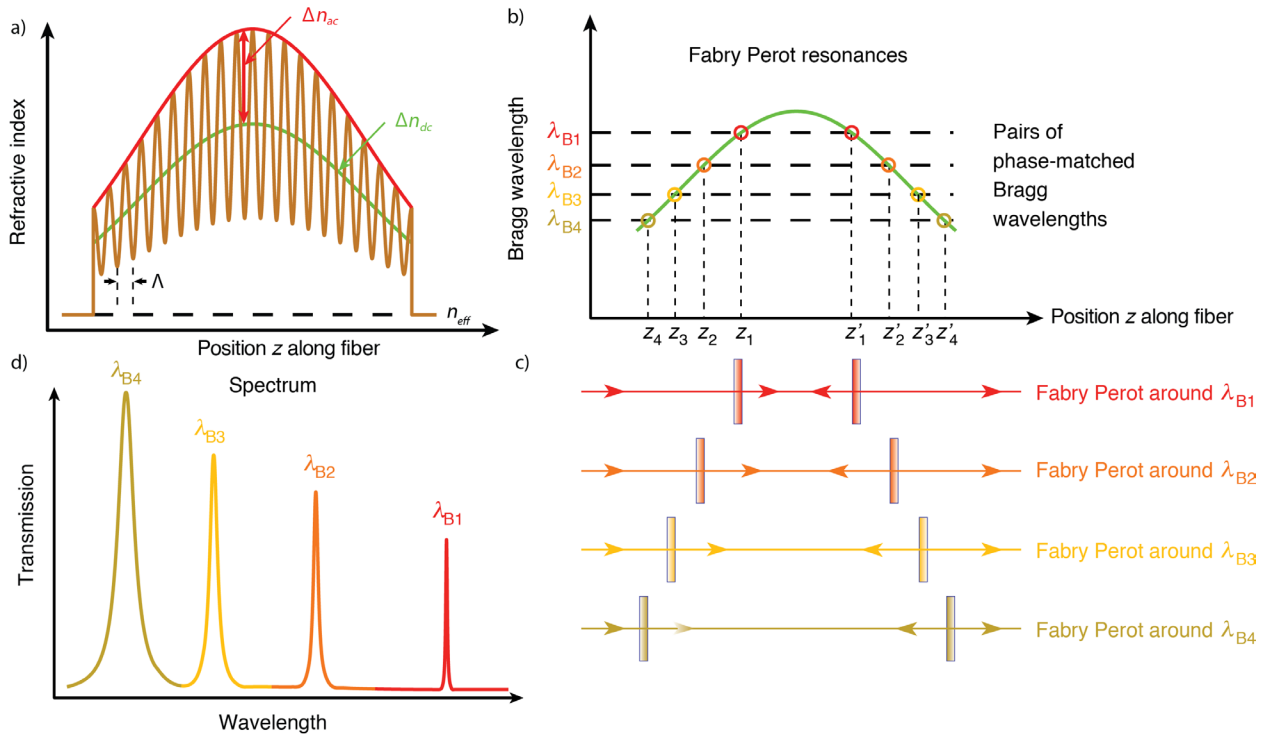 a)
Δn_ac
Δn_dc
Refractive index
Λ
n_eff
Position z along fiber
b)
Fabry Perot resonances
Bragg wavelength
λ_B1
λ_B2
λ_B3
λ_B4
Pairs of
phase-matched
Bragg
wavelengths
z_4 z_3 z_2 z_1 z'_1 z'_2 z'_3 z'_4
Position z along fiber
c)
Fabry Perot around λ_B1
Fabry Perot around λ_B2
Fabry Perot around λ_B3
Fabry Perot around λ_B4
d)
Spectrum
λ_B4
λ_B3
λ_B2
λ_B1
Transmission
Wavelength